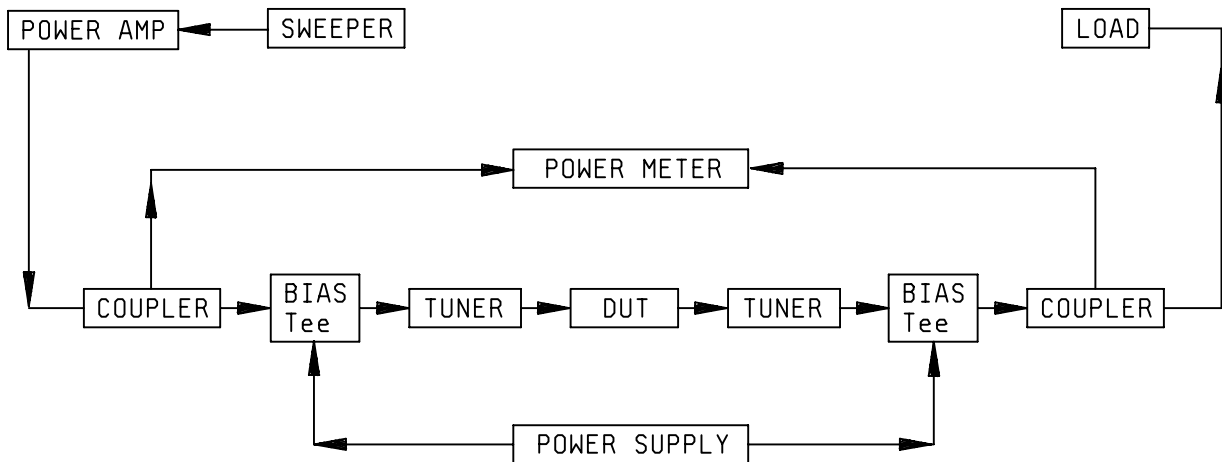 POWER AMP
SWEEPER
LOAD
POWER METER
COUPLER
BIAS
Tee
TUNER
DUT
TUNER
BIAS
Tee
COUPLER
POWER SUPPLY